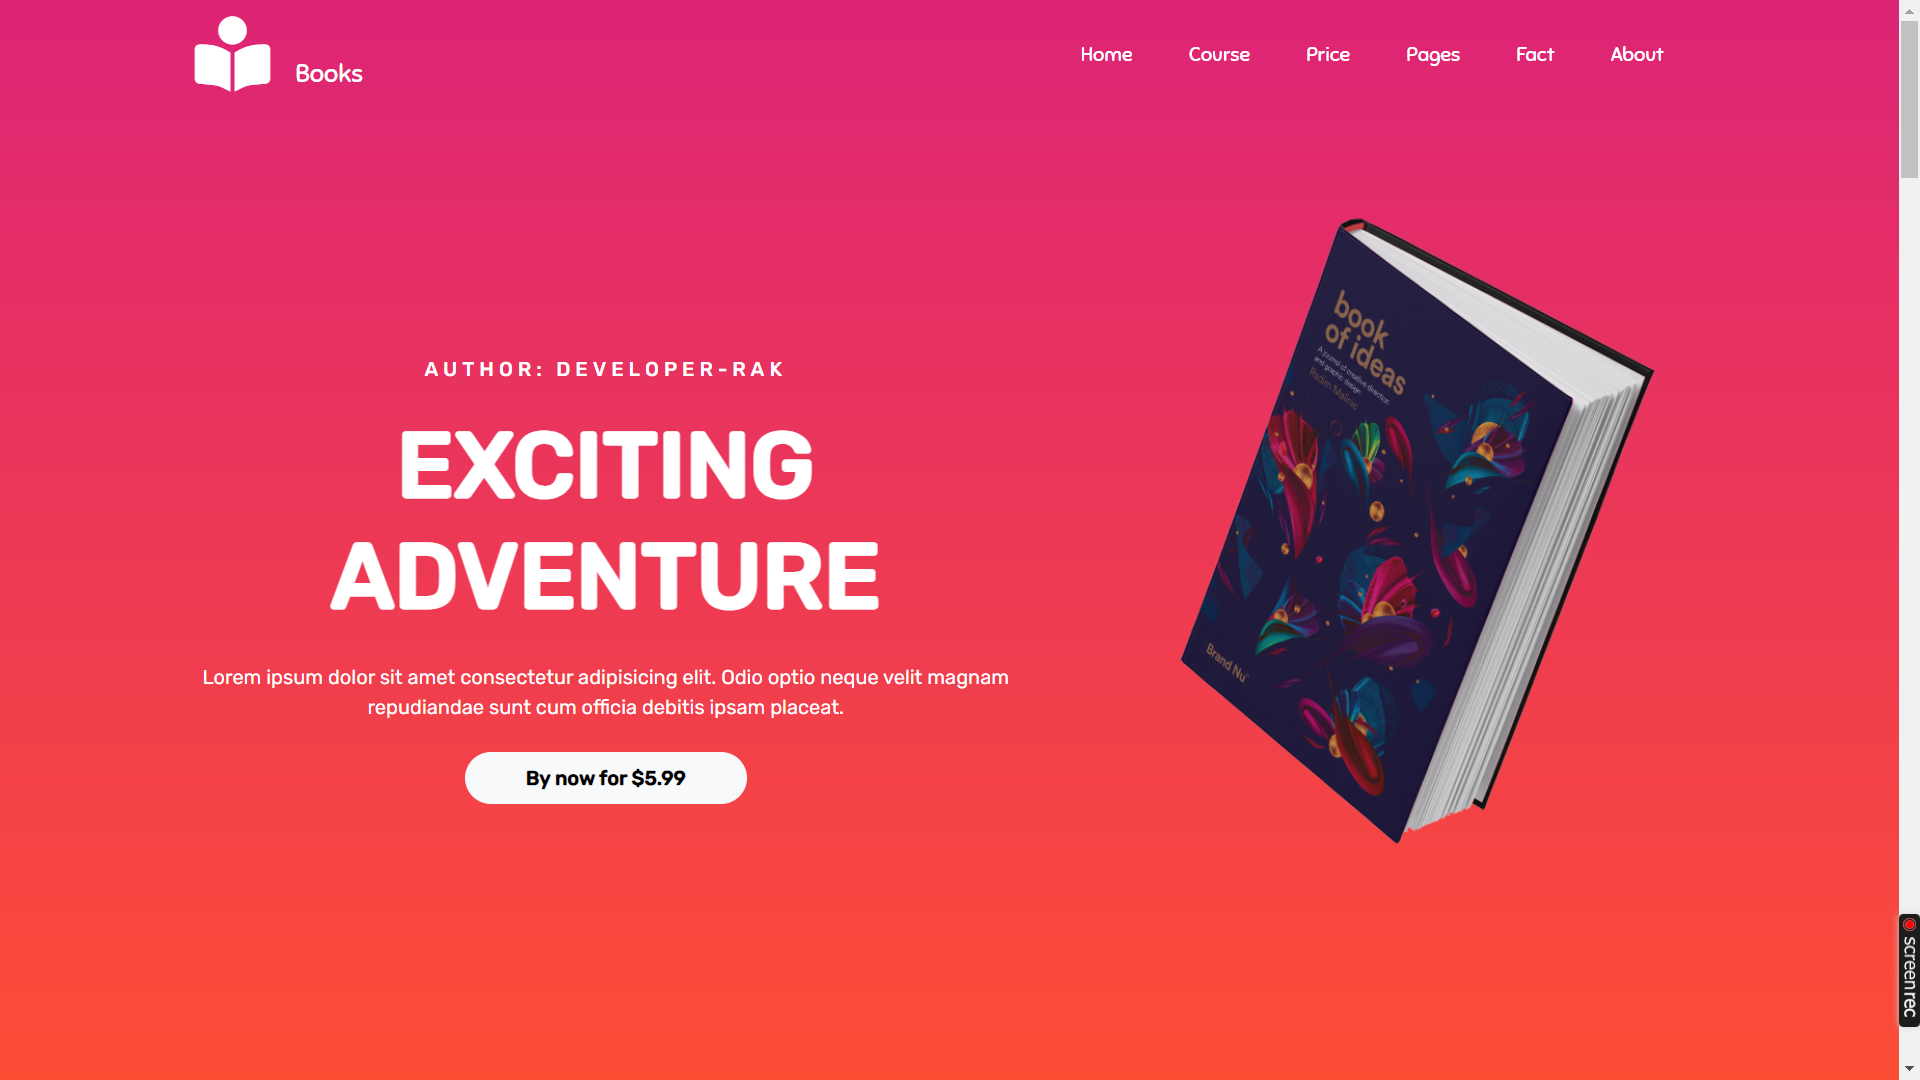 Books
Home
Course
Price
Pages
Fact
About
AUTHOR: DEVELOPER-RAK
EXCITING
ADVENTURE
Lorem ipsum dolor sit amet consectetur adipisicing elit. Odio optio neque velit magnam
repudiandae sunt cum officia debitis ipsam placeat.
By now for $5.99
book
of ideas
A journal of creative direction
and graphic design
Radim Malinic
Brand Nu™
screenrec